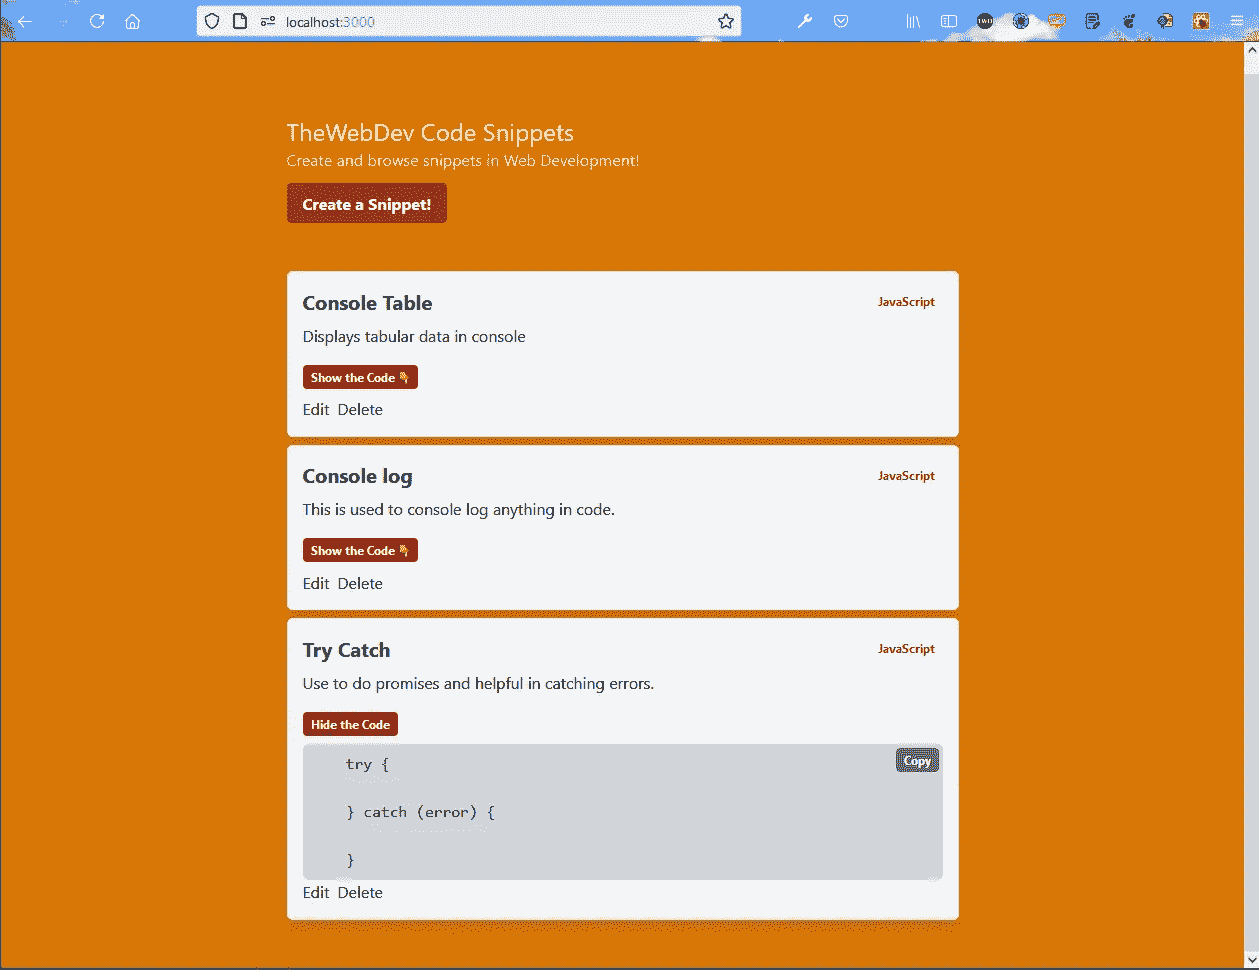 localhost:3000
TheWebDev Code Snippets
Create and browse snippets in Web Development!
Create a Snippet!
Console Table
JavaScript
Displays tabular data in console
Show the Code 👇
Edit Delete
Console log
JavaScript
This is used to console log anything in code.
Show the Code 👇
Edit Delete
Try Catch
JavaScript
Use to do promises and helpful in catching errors.
Hide the Code
Copy
try {
} catch (error) {
}
Edit Delete